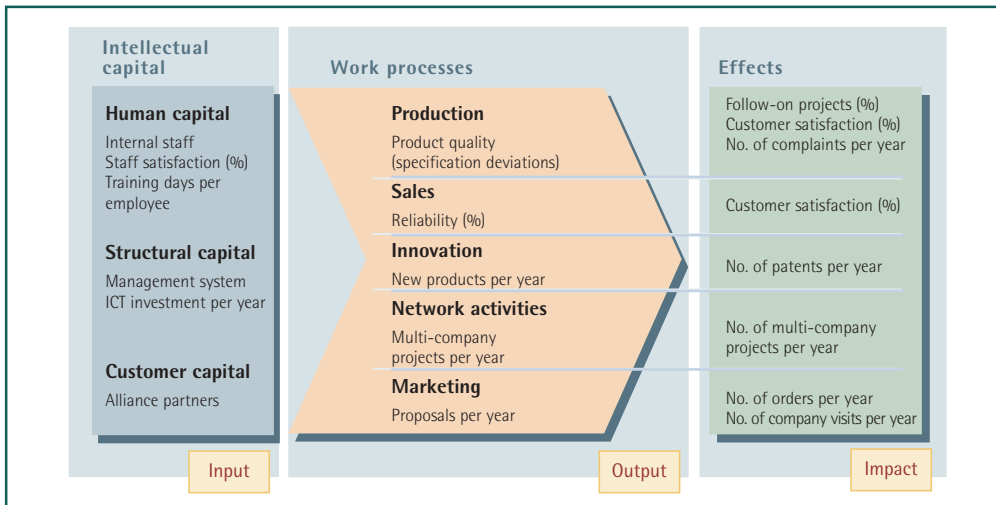 Intellectual
capital
Human capital
Internal staff
Staff satisfaction (%)
Training days per
employee
Structural capital
Management system
ICT investment per year
Customer capital
Alliance partners
Input
Work processes
Production
Product quality
(specification deviations)
Sales
Reliability (%)
Innovation
New products per year
Network activities
Multi-company
projects per year
Marketing
Proposals per year
Output
Effects
Follow-on projects (%)
Customer satisfaction (%)
No. of complaints per year
Customer satisfaction (%)
No. of patents per year
No. of multi-company
projects per year
No. of orders per year
No. of company visits per year
Impact